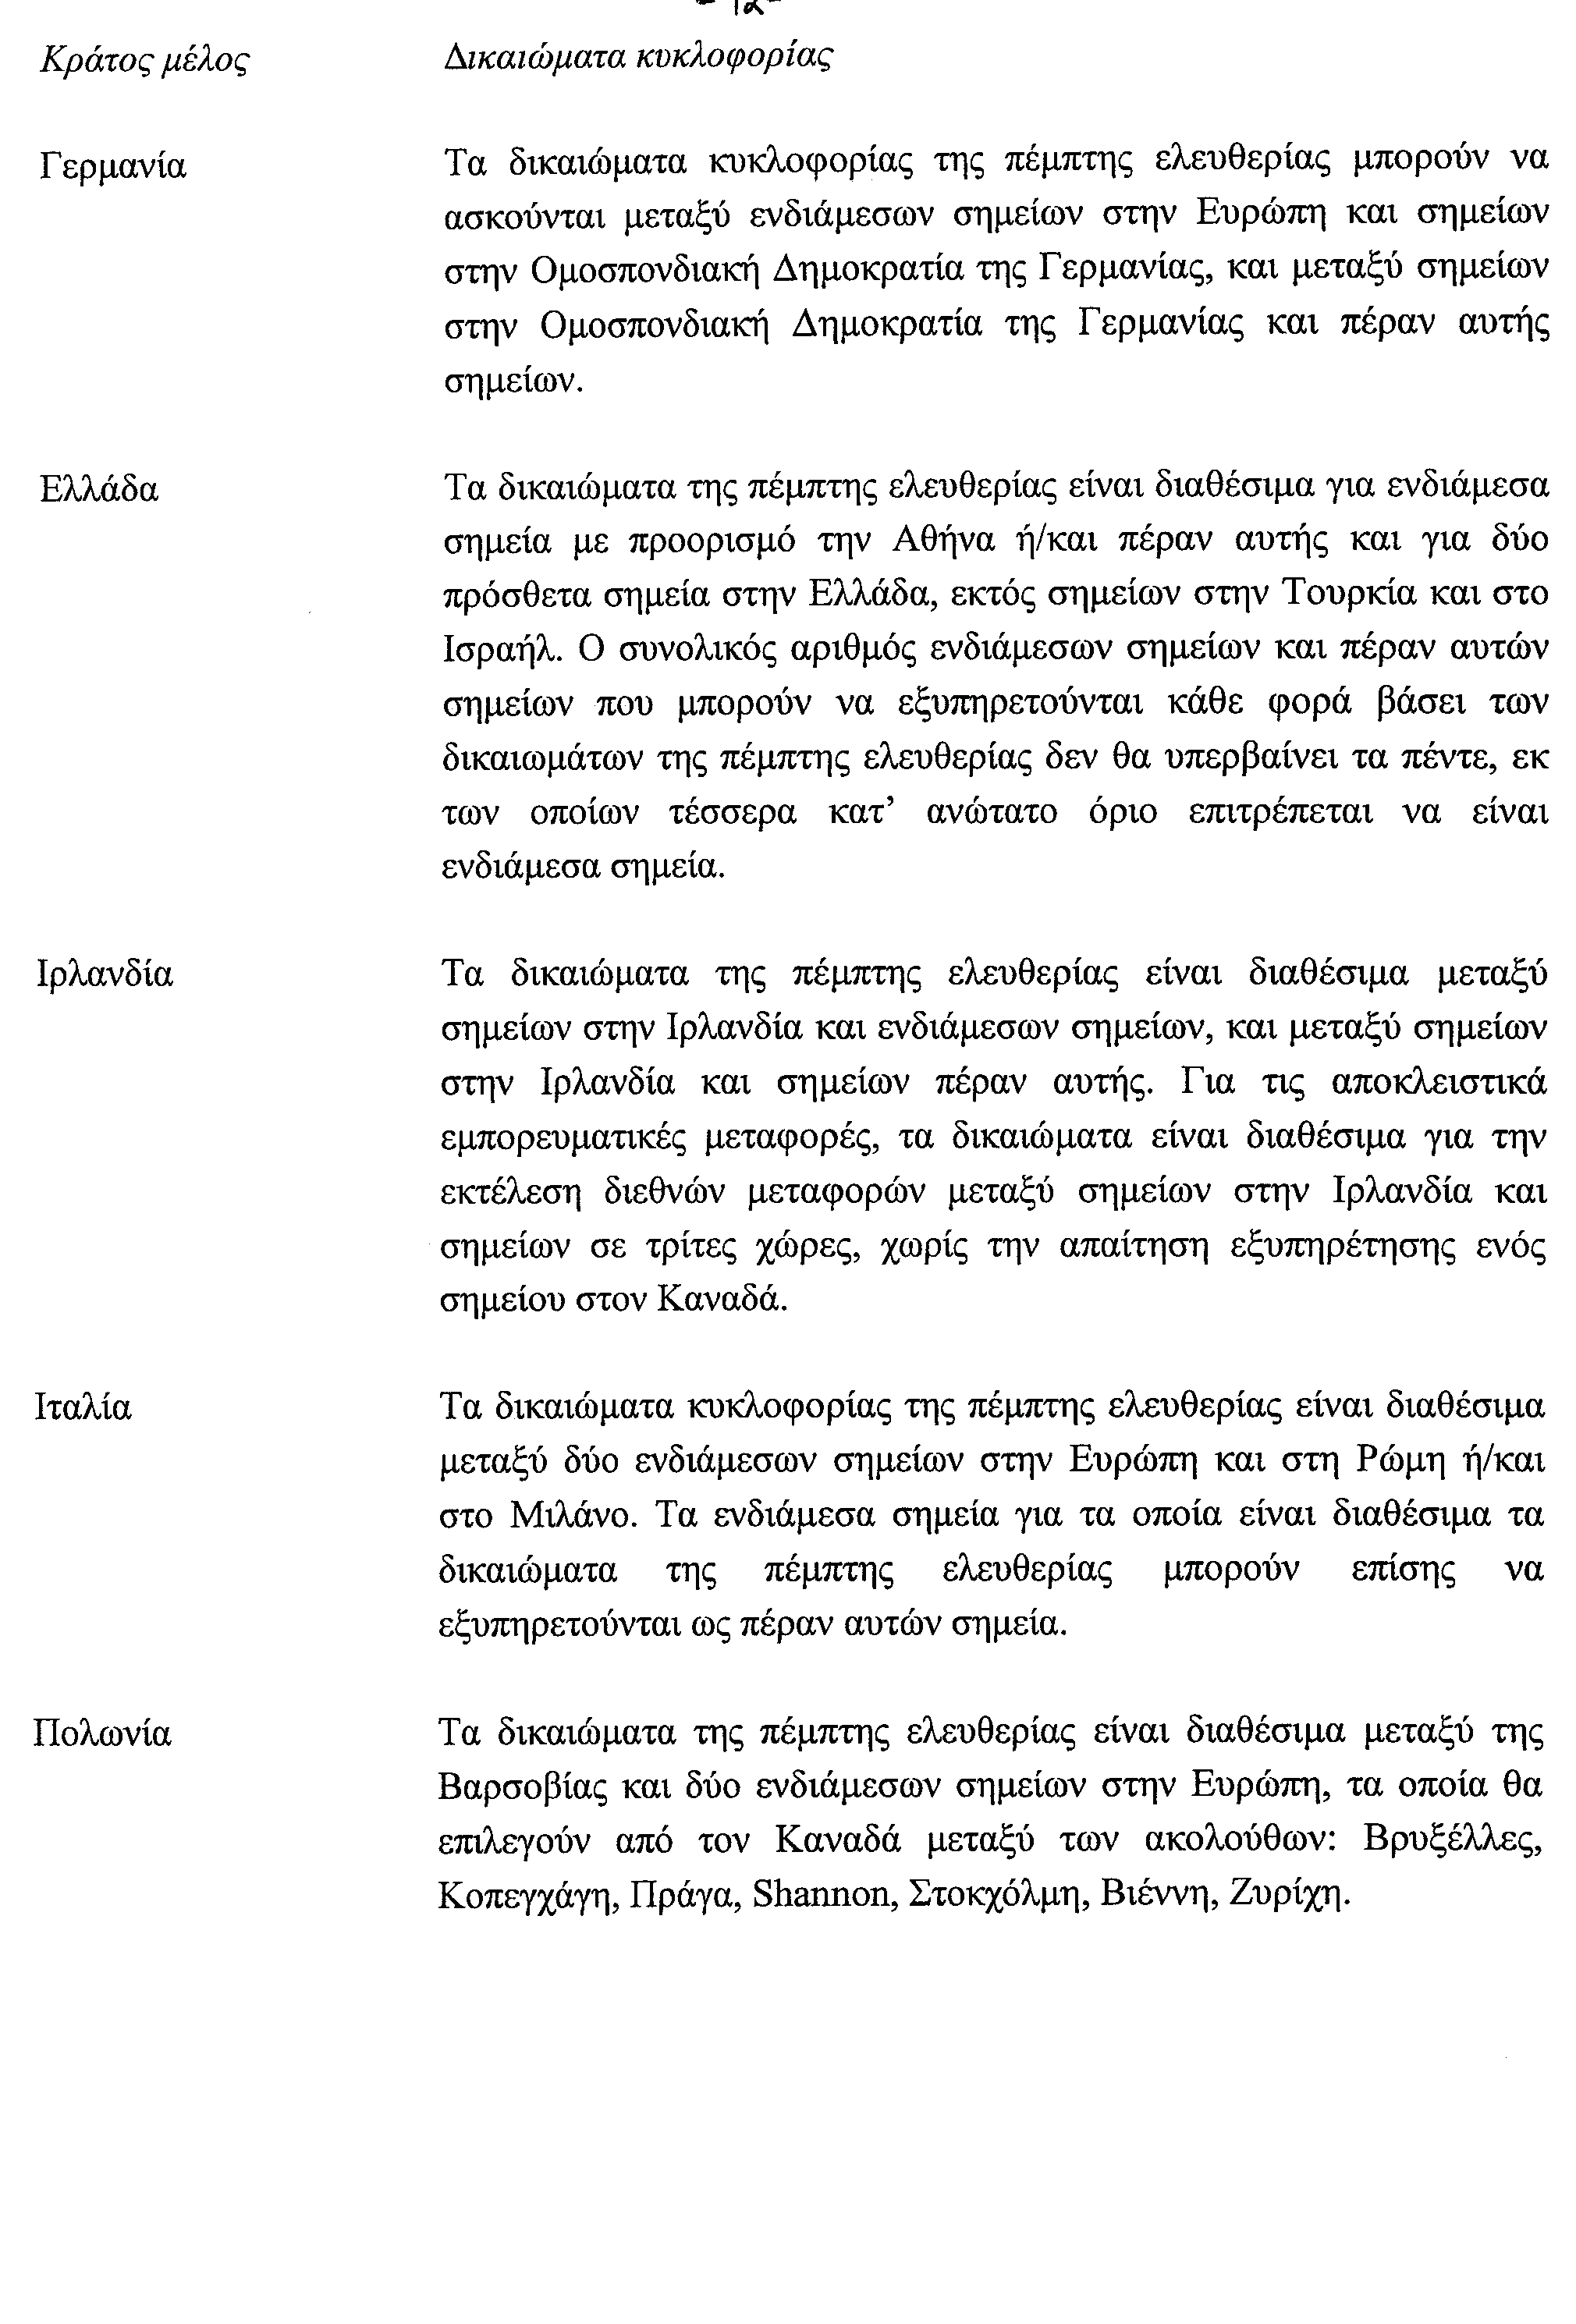 Κράτος μέλος Δικαιώματα κυκλοφορίας
Γερμανία Τα δικαιώματα κυκλοφορίας της πέμπτης ελευθερίας μπορούν να
ασκούνται μεταξύ ενδιάμεσων σημείων στην Ευρώπη και σημείων
στην Ομοσπονδιακή Δημοκρατία της Γερμανίας, και μεταξύ σημείων
στην Ομοσπονδιακή Δημοκρατία της Γερμανίας και πέραν αυτής
σημείων.
Ελλάδα Τα δικαιώματα της πέμπτης ελευθερίας είναι διαθέσιμα για ενδιάμεσα
σημεία με προορισμό την Αθήνα ή/και πέραν αυτής και για δύο
πρόσθετα σημεία στην Ελλάδα, εκτός σημείων στην Τουρκία και στο
Ισραήλ. Ο συνολικός αριθμός ενδιάμεσων σημείων και πέραν αυτών
σημείων που μπορούν να εξυπηρετούνται κάθε φορά βάσει των
δικαιωμάτων της πέμπτης ελευθερίας δεν θα υπερβαίνει τα πέντε, εκ
των οποίων τέσσερα κατ’ ανώτατο όριο επιτρέπεται να είναι
ενδιάμεσα σημεία.
Ιρλανδία Τα δικαιώματα της πέμπτης ελευθερίας είναι διαθέσιμα μεταξύ
σημείων στην Ιρλανδία και ενδιάμεσων σημείων, και μεταξύ σημείων
στην Ιρλανδία και σημείων πέραν αυτής. Για τις αποκλειστικά
εμπορευματικές μεταφορές, τα δικαιώματα είναι διαθέσιμα για την
εκτέλεση διεθνών μεταφορών μεταξύ σημείων στην Ιρλανδία και
σημείων σε τρίτες χώρες, χωρίς την απαίτηση εξυπηρέτησης ενός
σημείου στον Καναδά.
Ιταλία Τα δικαιώματα κυκλοφορίας της πέμπτης ελευθερίας είναι διαθέσιμα
μεταξύ δύο ενδιάμεσων σημείων στην Ευρώπη και στη Ρώμη ή/και
στο Μιλάνο. Τα ενδιάμεσα σημεία για τα οποία είναι διαθέσιμα τα
δικαιώματα της πέμπτης ελευθερίας μπορούν επίσης να
εξυπηρετούνται ως πέραν αυτών σημεία.
Πολωνία Τα δικαιώματα της πέμπτης ελευθερίας είναι διαθέσιμα μεταξύ της
Βαρσοβίας και δύο ενδιάμεσων σημείων στην Ευρώπη, τα οποία θα
επιλεγούν από τον Καναδά μεταξύ των ακολούθων: Βρυξέλλες,
Κοπεγχάγη, Πράγα, Shannon, Στοκχόλμη, Βιέννη, Ζυρίχη.